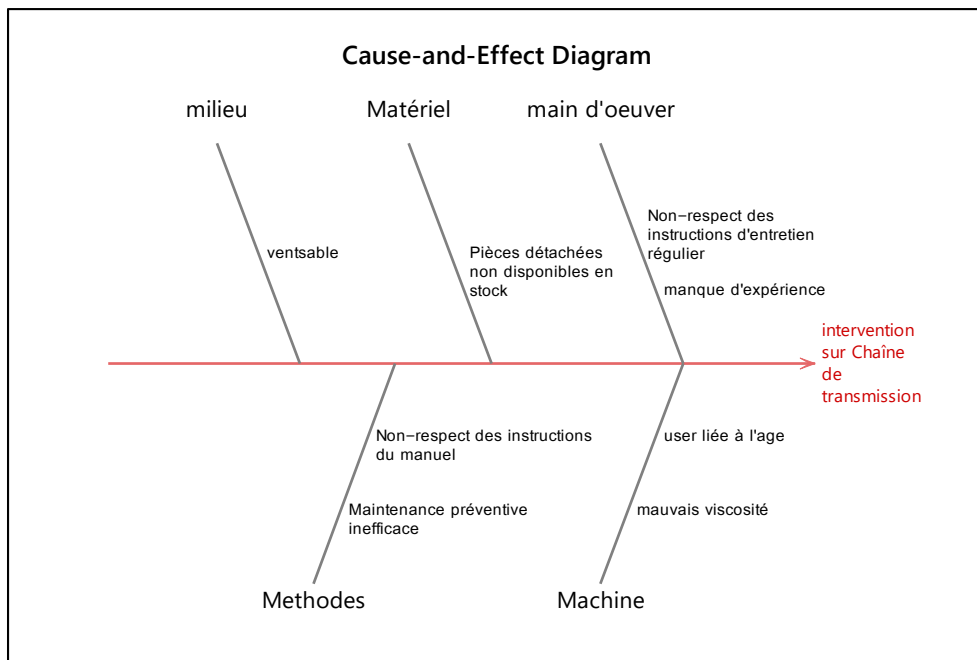 Cause-and-Effect Diagram
milieu
Matériel
main d'oeuver
Non−respect des
instructions d'entretien
régulier
ventsable
Pièces détachées
non disponibles en
stock
manque d'expérience
intervention
sur Chaîne
de
transmission
Non−respect des instructions
du manuel
user liée à l'age
Maintenance préventive
inefficace
mauvais viscosité
Methodes
Machine